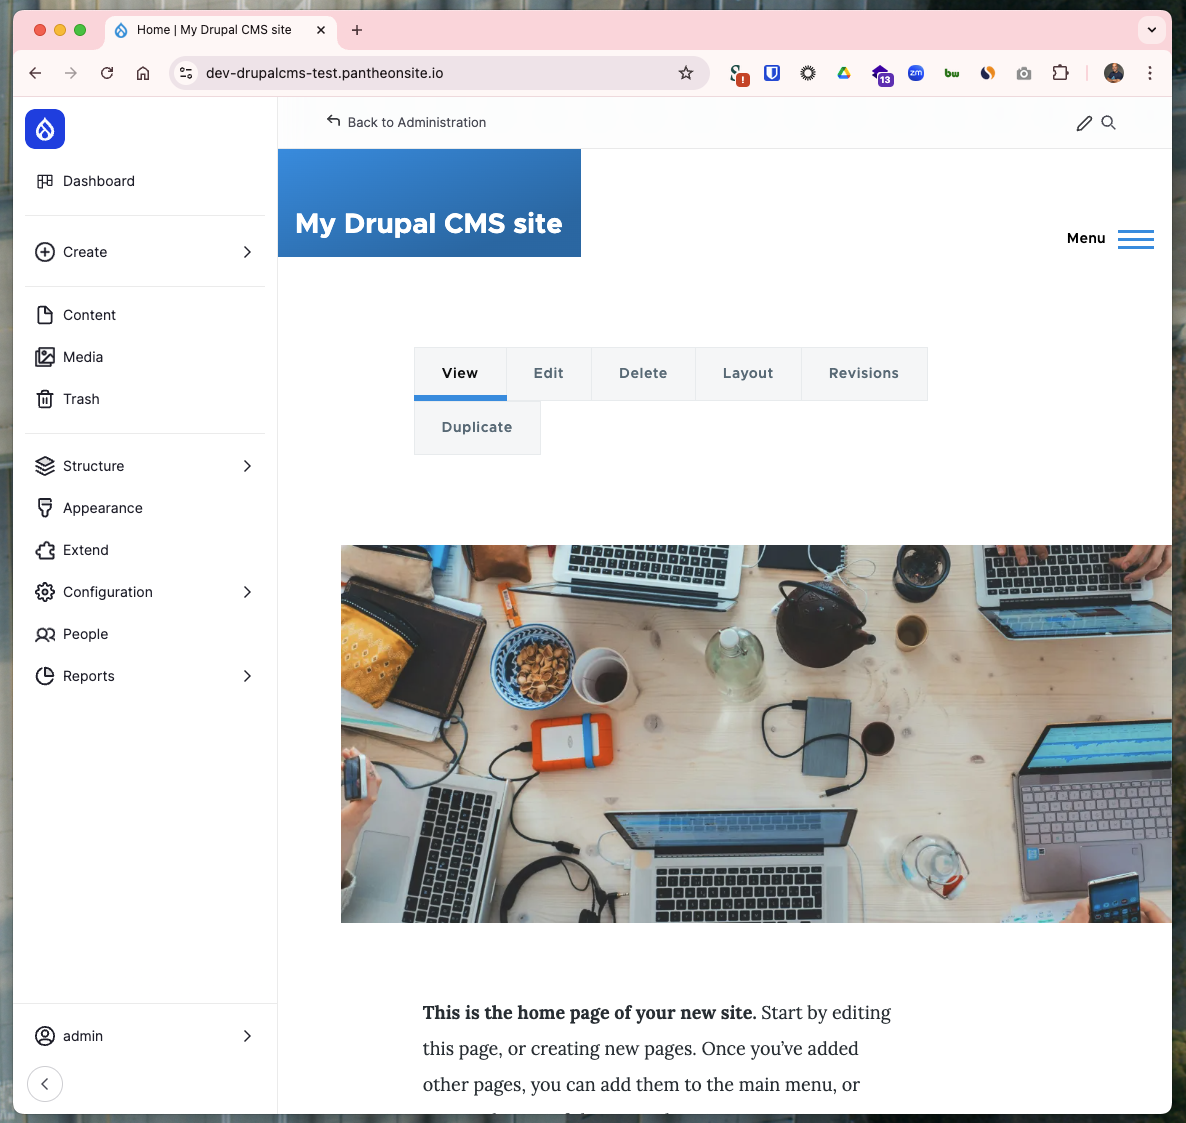 Home | My Drupal CMS site
dev-drupalcms-test.pantheonsite.io
!
13
zm
bw
Back to Administration
Dashboard
Create
Content
Media
Trash
Structure
Appearance
Extend
Configuration
People
Reports
admin
My Drupal CMS site
Menu
View Edit Delete Layout Revisions
Duplicate
This is the home page of your new site. Start by editing
this page, or creating new pages. Once you’ve added
other pages, you can add them to the main menu, or